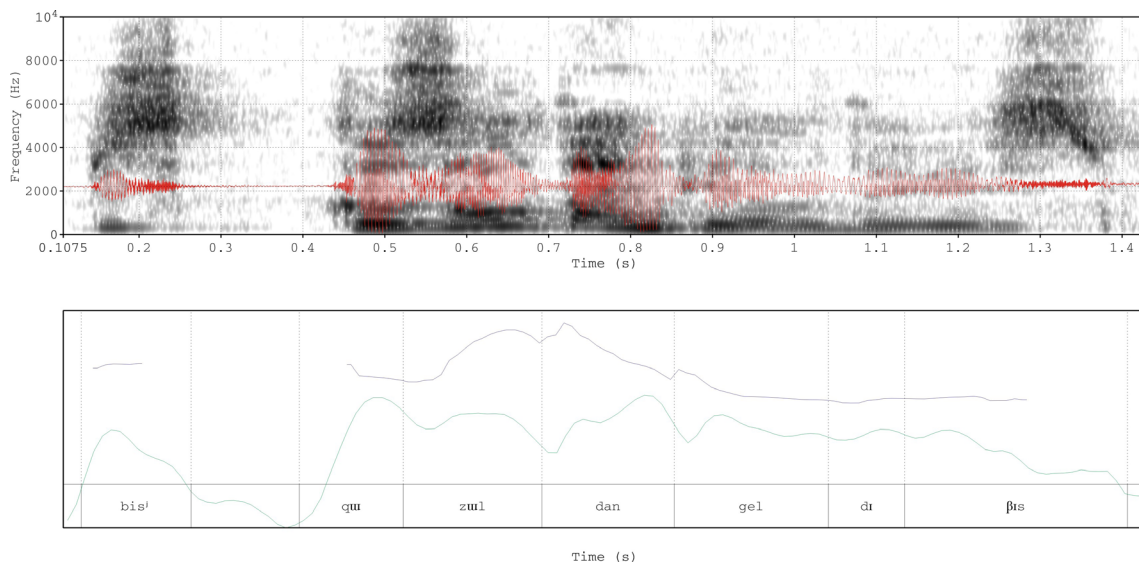 10⁴
8000
6000
4000
2000
0
Frequency (Hz)
0.1075 0.2 0.3 0.4 0.5 0.6 0.7 0.8 0.9 1 1.1 1.2 1.3 1.4
Time (s)
bisʲ qɯ zɯl dan gel dɪ βɪs
Time (s)